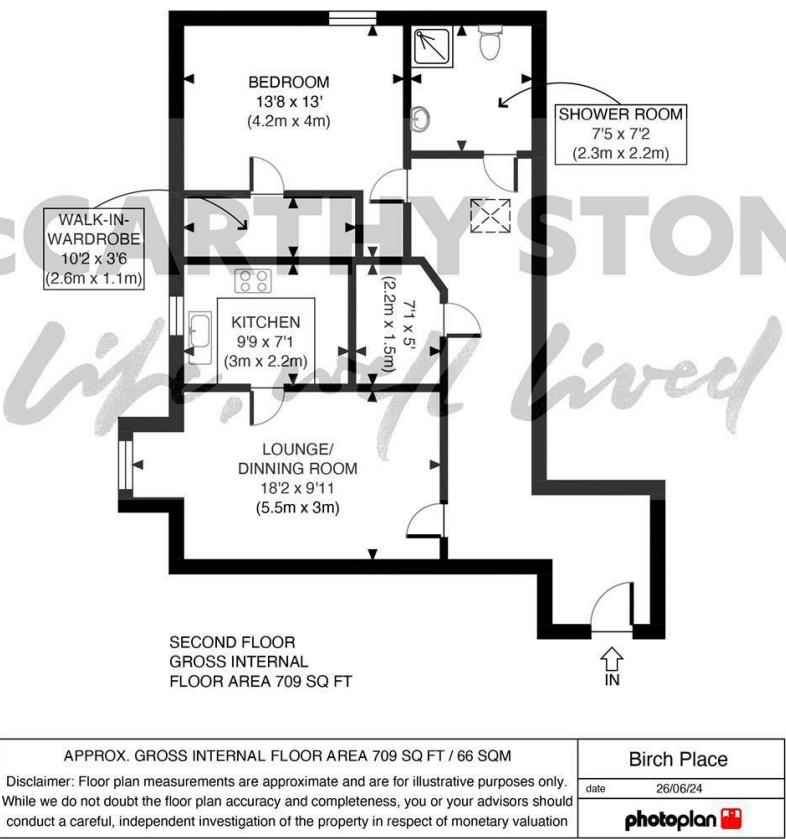 BEDROOM
13'8 x 13'
(4.2m x 4m)
SHOWER ROOM
7'5 x 7'2
(2.3m x 2.2m)
WALK-IN-
WARDROBE
10'2 x 3'6
(2.6m x 1.1m)
McCARTHY STONE
KITCHEN
9'9 x 7'1
(3m x 2.2m)
7'1 x 5'
(2.2m x 1.5m)
Life, well lived
LOUNGE/
DINNING ROOM
18'2 x 9'11
(5.5m x 3m)
SECOND FLOOR
GROSS INTERNAL
FLOOR AREA 709 SQ FT
IN
APPROX. GROSS INTERNAL FLOOR AREA 709 SQ FT / 66 SQM
Disclaimer: Floor plan measurements are approximate and are for illustrative purposes only.
While we do not doubt the floor plan accuracy and completeness, you or your advisors should
conduct a careful, independent investigation of the property in respect of monetary valuation
Birch Place
date 26/06/24
photoplan